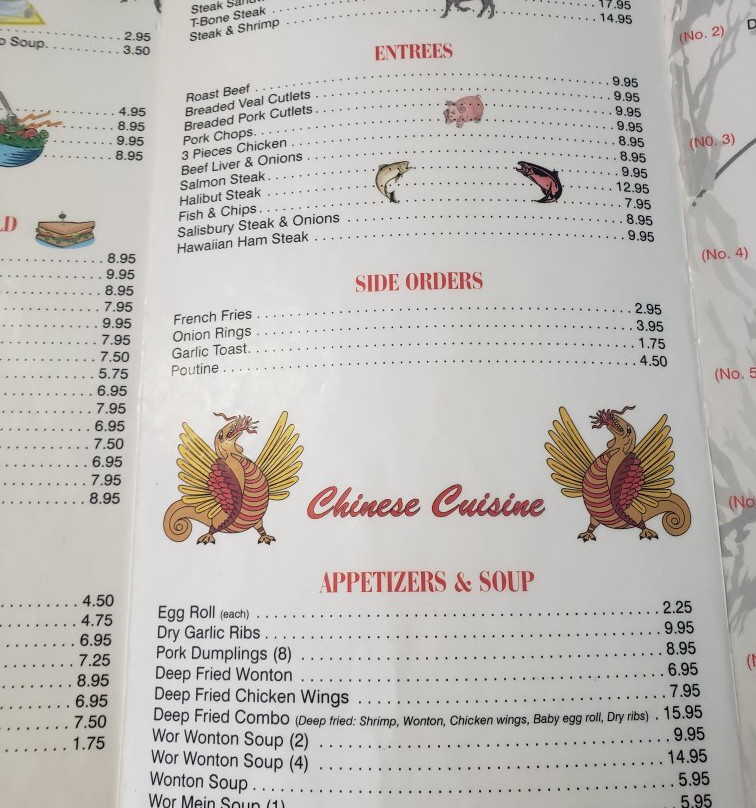 2.95
Soup 3.50
4.95
8.95
9.95
8.95
LD
8.95
9.95
8.95
7.95
9.95
7.95
7.50
5.75
6.95
7.95
6.95
7.50
6.95
7.95
8.95
4.50
4.75
6.95
7.25
8.95
6.95
7.50
1.75
Steak
T-Bone Steak 17.95
Steak & Shrimp 14.95
ENTREES
Roast Beef 9.95
Breaded Veal Cutlets 9.95
Breaded Pork Cutlets 9.95
Pork Chops 9.95
3 Pieces Chicken 8.95
Beef Liver & Onions 8.95
Salmon Steak 9.95
Halibut Steak 12.95
Fish & Chips 7.95
Salisbury Steak & Onions 8.95
Hawaiian Ham Steak 9.95
SIDE ORDERS
French Fries 2.95
Onion Rings 3.95
Garlic Toast 1.75
Poutine 4.50
Chinese Cuisine
APPETIZERS & SOUP
Egg Roll (each) 2.25
Dry Garlic Ribs 9.95
Pork Dumplings (8) 8.95
Deep Fried Wonton 6.95
Deep Fried Chicken Wings 7.95
Deep Fried Combo (Deep fried: Shrimp, Wonton, Chicken wings, Baby egg roll, Dry ribs) 15.95
Wor Wonton Soup (2) 9.95
Wor Wonton Soup (4) 14.95
Wonton Soup 5.95
Wor Mein Soup (1) 5.95
(No. 2)
(NO. 3)
(No. 4)
(No. 5
(No